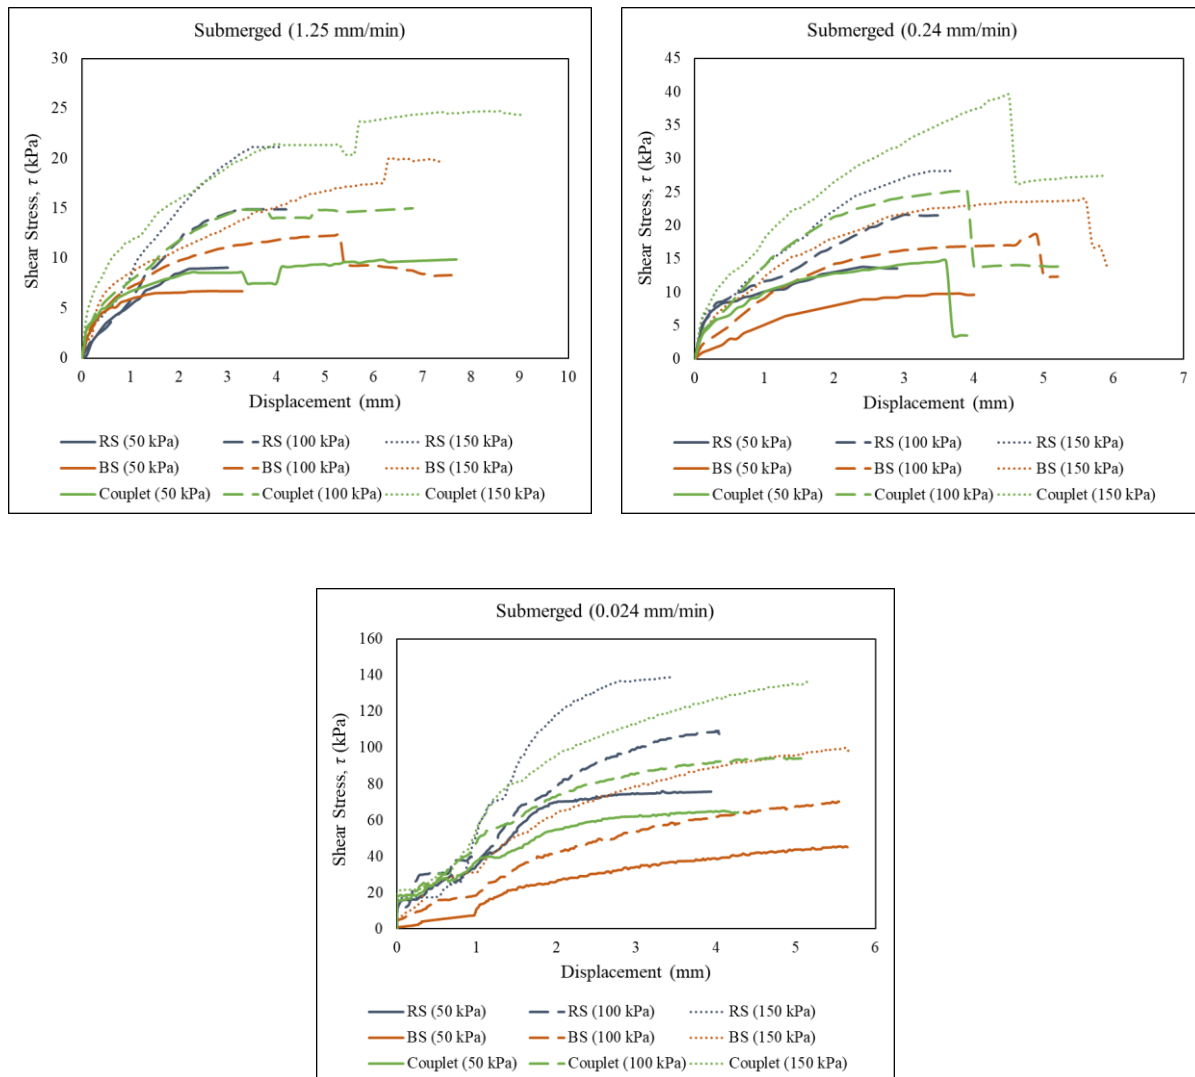 Submerged (1.25 mm/min)
30
25
20
15
10
5
0
0 1 2 3 4 5 6 7 8 9 10
Shear Stress, τ (kPa)
Displacement (mm)
RS (50 kPa) RS (100 kPa) RS (150 kPa)
BS (50 kPa) BS (100 kPa) BS (150 kPa)
Couplet (50 kPa) Couplet (100 kPa) Couplet (150 kPa)
Submerged (0.24 mm/min)
45
40
35
30
25
20
15
10
5
0
0 1 2 3 4 5 6 7
Shear Stress, τ (kPa)
Displacement (mm)
RS (50 kPa) RS (100 kPa) RS (150 kPa)
BS (50 kPa) BS (100 kPa) BS (150 kPa)
Couplet (50 kPa) Couplet (100 kPa) Couplet (150 kPa)
Submerged (0.024 mm/min)
160
140
120
100
80
60
40
20
0
0 1 2 3 4 5 6
Shear Stress, τ (kPa)
Displacement (mm)
RS (50 kPa) RS (100 kPa) RS (150 kPa)
BS (50 kPa) BS (100 kPa) BS (150 kPa)
Couplet (50 kPa) Couplet (100 kPa) Couplet (150 kPa)